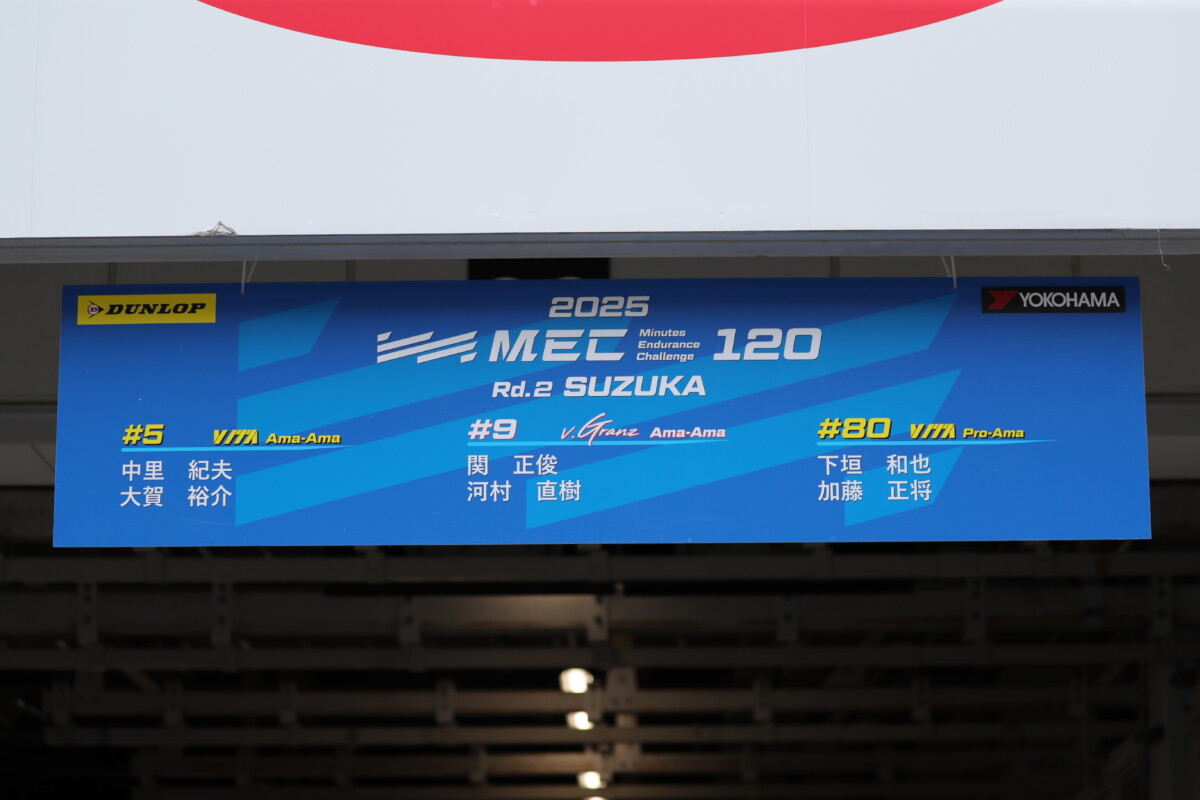 DUNLOP
YOKOHAMA
2025
MEC Minutes Endurance Challenge 120
Rd.2 SUZUKA
#5 VITA Ama-Ama
中里 紀夫
大賀 裕介
#9 v.Granz Ama-Ama
関 正俊
河村 直樹
#80 VITA Pro-Ama
下垣 和也
加藤 正将